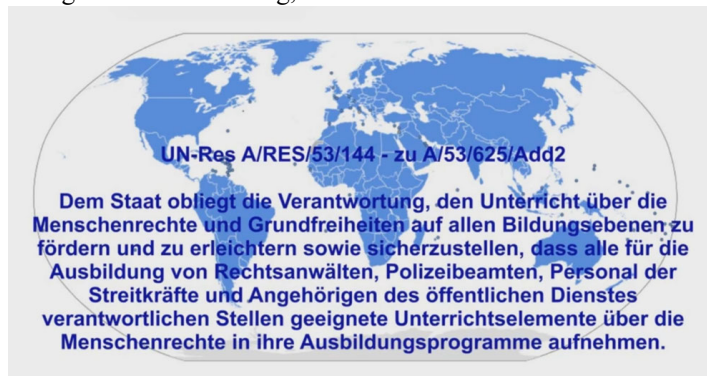 UN-Res A/RES/53/144 - zu A/53/625/Add2
Dem Staat obliegt die Verantwortung, den Unterricht über die
Menschenrechte und Grundfreiheiten auf allen Bildungsebenen zu
fördern und zu erleichtern sowie sicherzustellen, dass alle für die
Ausbildung von Rechtsanwälten, Polizeibeamten, Personal der
Streitkräfte und Angehörigen des öffentlichen Dienstes
verantwortlichen Stellen geeignete Unterrichtselemente über die
Menschenrechte in ihre Ausbildungsprogramme aufnehmen.